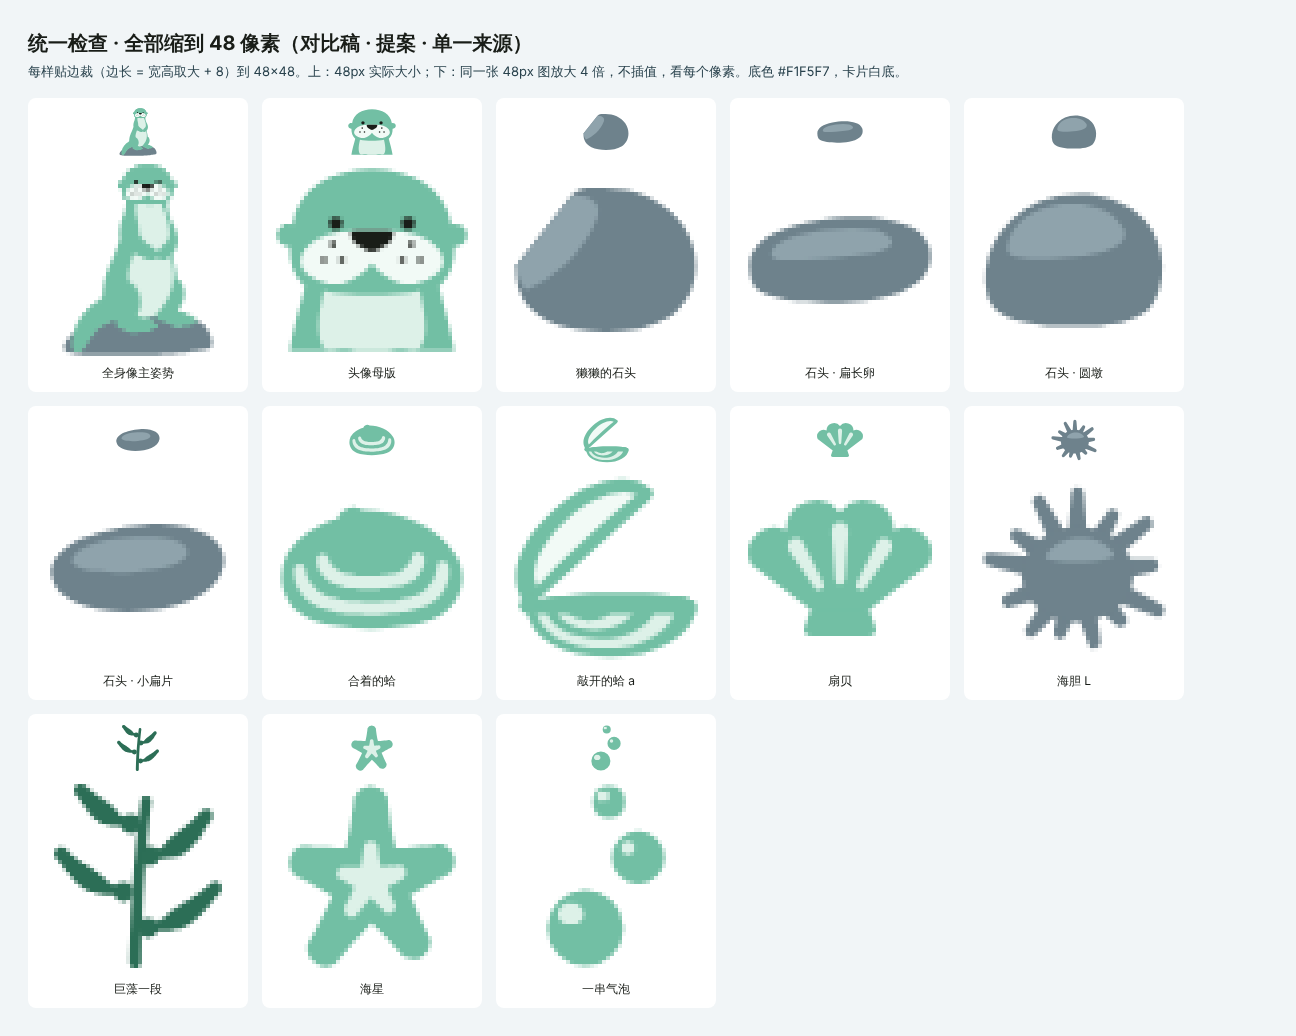 统一检查 · 全部缩到 48 像素（对比稿 · 提案 · 单一来源）
每样贴边裁（边长 = 宽高取大 + 8）到 48×48。上：48px 实际大小；下：同一张 48px 图放大 4 倍，不插值，看每个像素。底色 #F1F5F7，卡片白底。
全身像主姿势
头像母版
獭獭的石头
石头 · 扁长卵
石头 · 圆墩
石头 · 小扁片
合着的蛤
敲开的蛤 a
扇贝
海胆 L
巨藻一段
海星
一串气泡